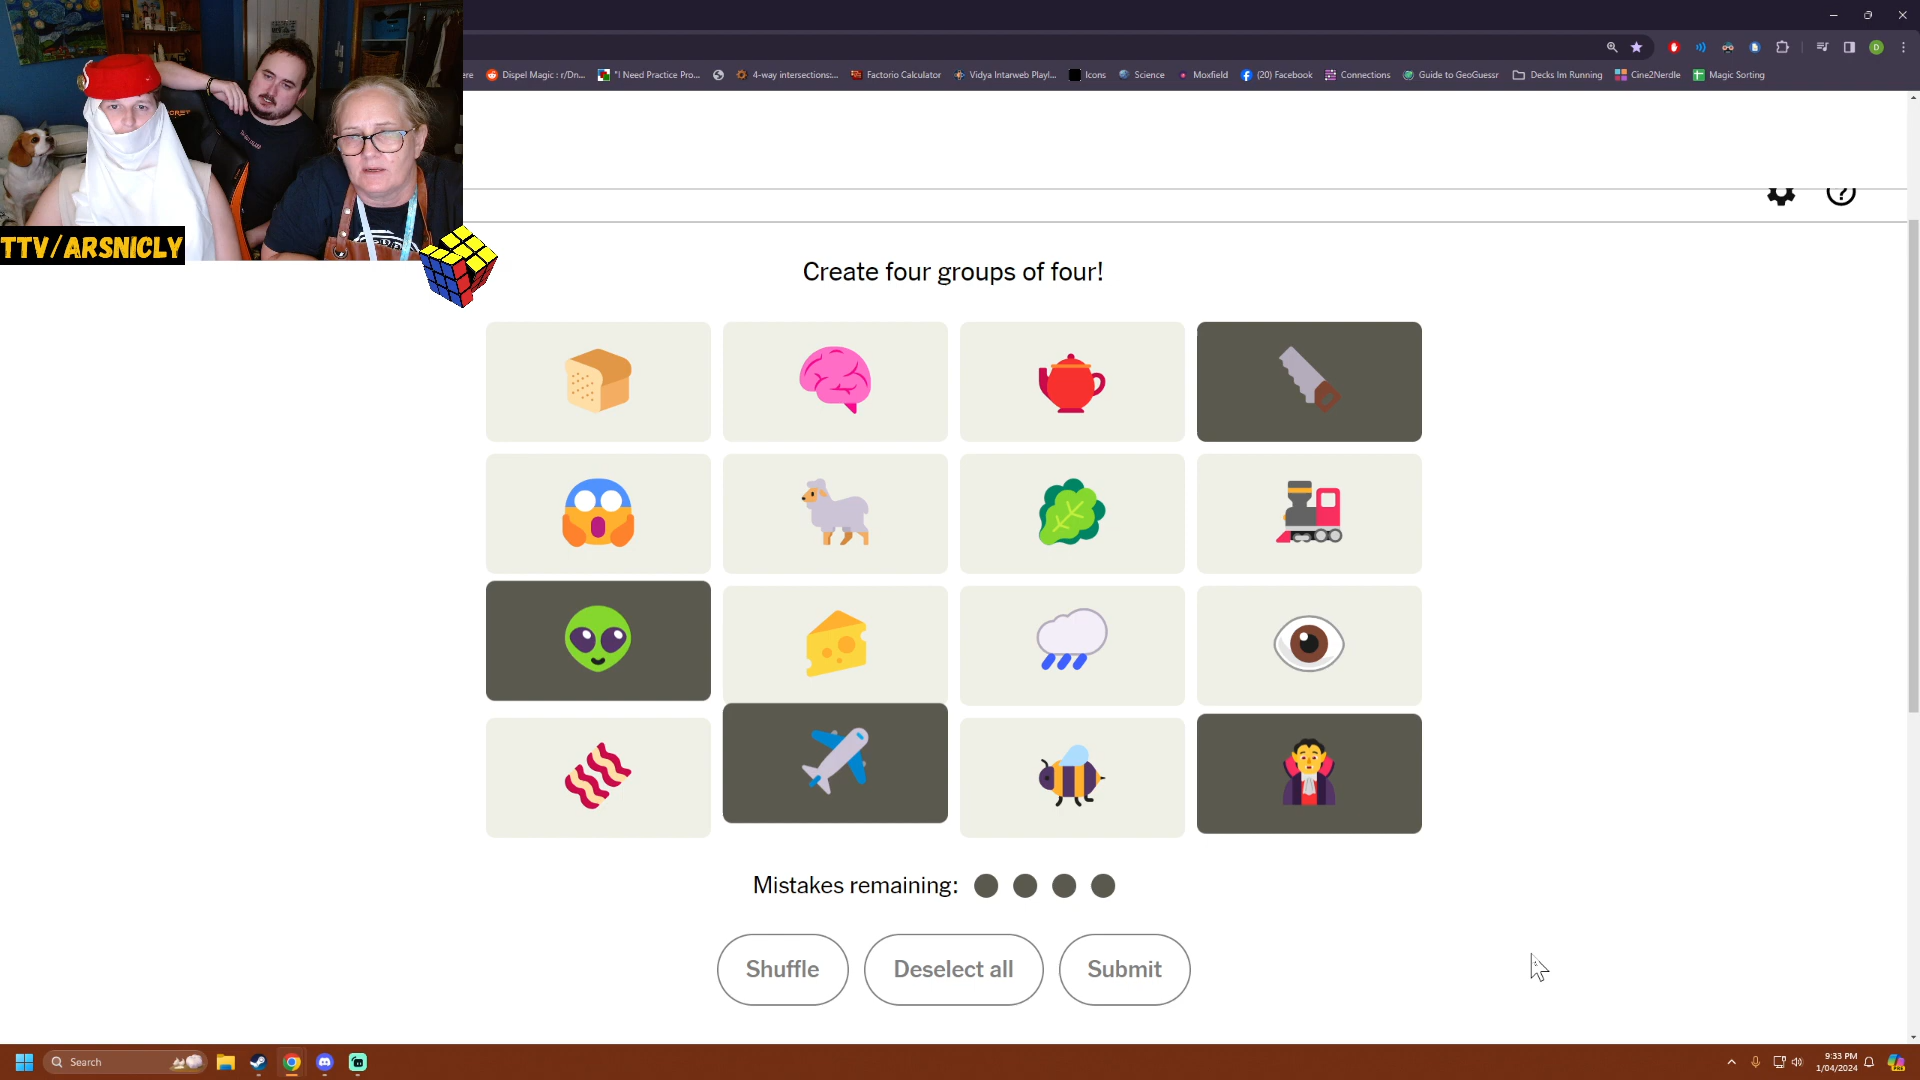 ere
Dispel Magic : r/Dn...
"I Need Practice Pro...
4-way intersections:...
Factorio Calculator
Vidya Intarweb Playl...
Icons
Science
Moxfield
(20) Facebook
Connections
Guide to GeoGuessr
Decks Im Running
Cine2Nerdle
Magic Sorting
TTV/ARSNICLY
Create four groups of four!
Mistakes remaining:
Shuffle
Deselect all
Submit
Search
9:33 PM
1/04/2024